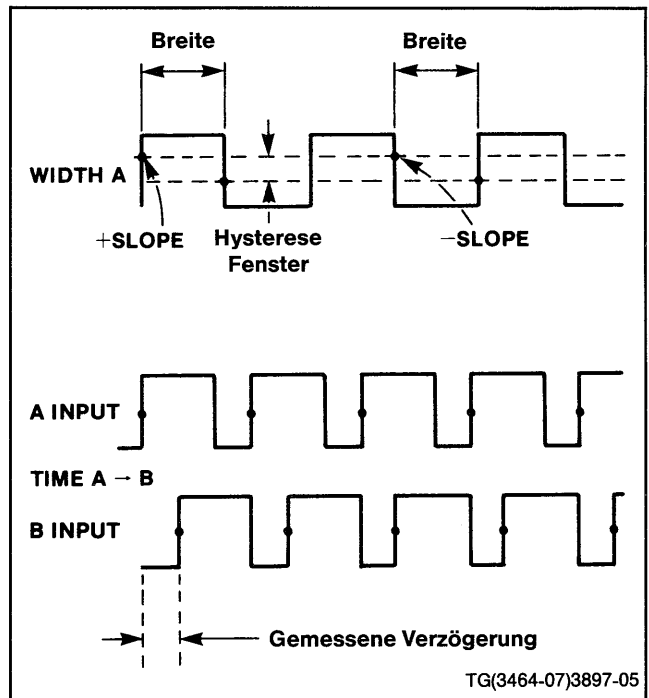 Breite Breite
WIDTH A
+SLOPE Hysterese Fenster −SLOPE
A INPUT
TIME A → B
B INPUT
Gemessene Verzögerung
TG(3464-07)3897-05